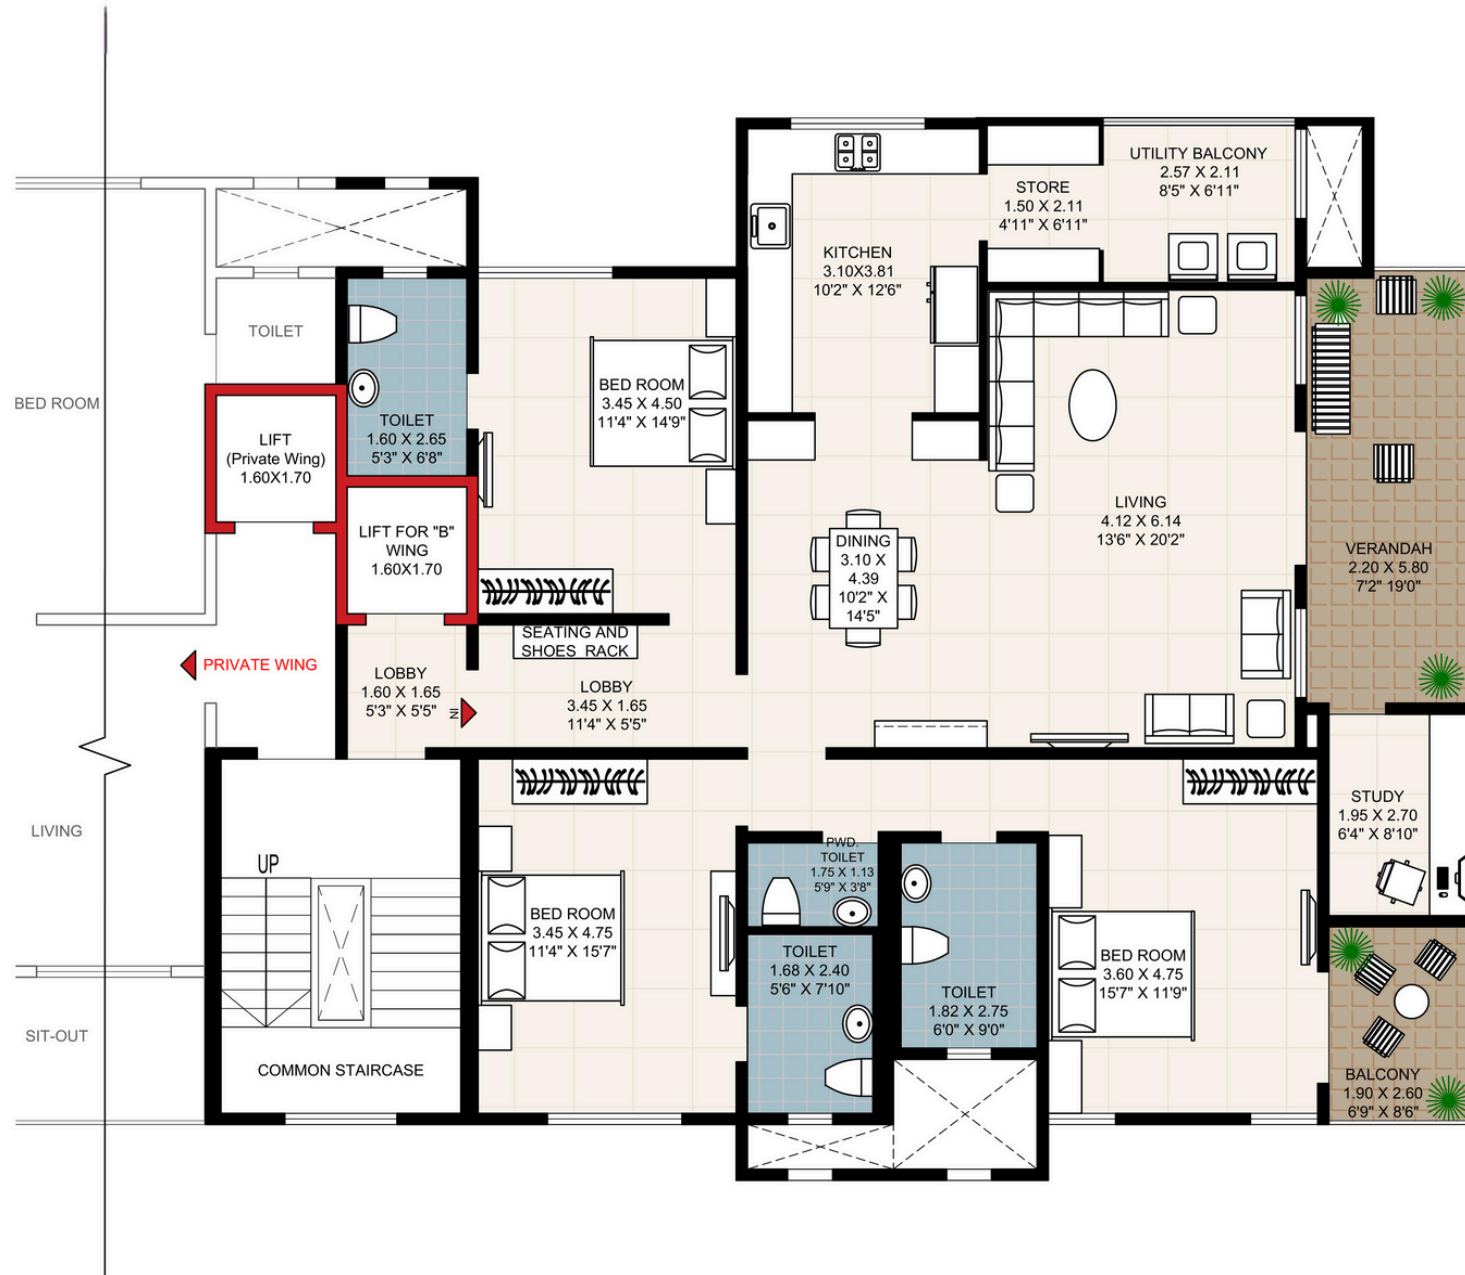 UTILITY BALCONY
2.57 X 2.11
8'5" X 6'11"
STORE
1.50 X 2.11
4'11" X 6'11"
KITCHEN
3.10X3.81
10'2" X 12'6"
TOILET
BED ROOM
LIFT
(Private Wing)
1.60X1.70
TOILET
1.60 X 2.65
5'3" X 6'8"
BED ROOM
3.45 X 4.50
11'4" X 14'9"
LIFT FOR "B"
WING
1.60X1.70
DINING
3.10 X
4.39
10'2" X
14'5"
LIVING
4.12 X 6.14
13'6" X 20'2"
VERANDAH
2.20 X 5.80
7'2" 19'0"
SEATING AND
SHOES RACK
PRIVATE WING
LOBBY
1.60 X 1.65
5'3" X 5'5"
IN
LOBBY
3.45 X 1.65
11'4" X 5'5"
LIVING
UP
STUDY
1.95 X 2.70
6'4" X 8'10"
PWD.
TOILET
1.75 X 1.13
5'9" X 3'8"
BED ROOM
3.45 X 4.75
11'4" X 15'7"
TOILET
1.68 X 2.40
5'6" X 7'10"
TOILET
1.82 X 2.75
6'0" X 9'0"
BED ROOM
3.60 X 4.75
15'7" X 11'9"
SIT-OUT
COMMON STAIRCASE
BALCONY
1.90 X 2.60
6'9" X 8'6"